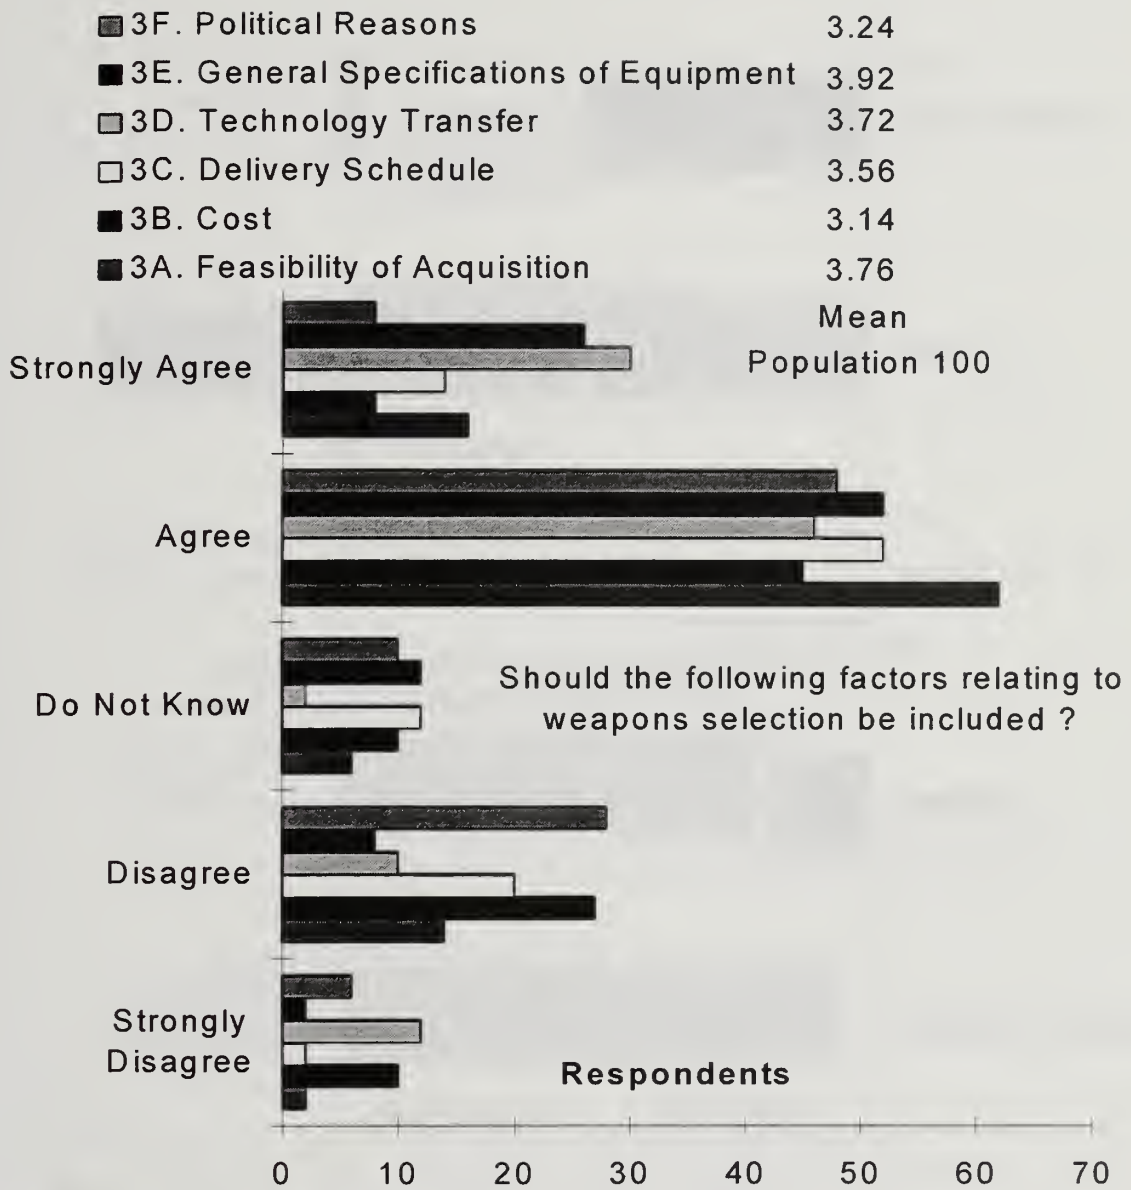 3F. Political Reasons 3.24
3E. General Specifications of Equipment 3.92
3D. Technology Transfer 3.72
3C. Delivery Schedule 3.56
3B. Cost 3.14
3A. Feasibility of Acquisition 3.76
Mean
Population 100
Strongly Agree
Agree
Do Not Know
Should the following factors relating to
weapons selection be included ?
Disagree
Strongly
Disagree
Respondents
0 10 20 30 40 50 60 70